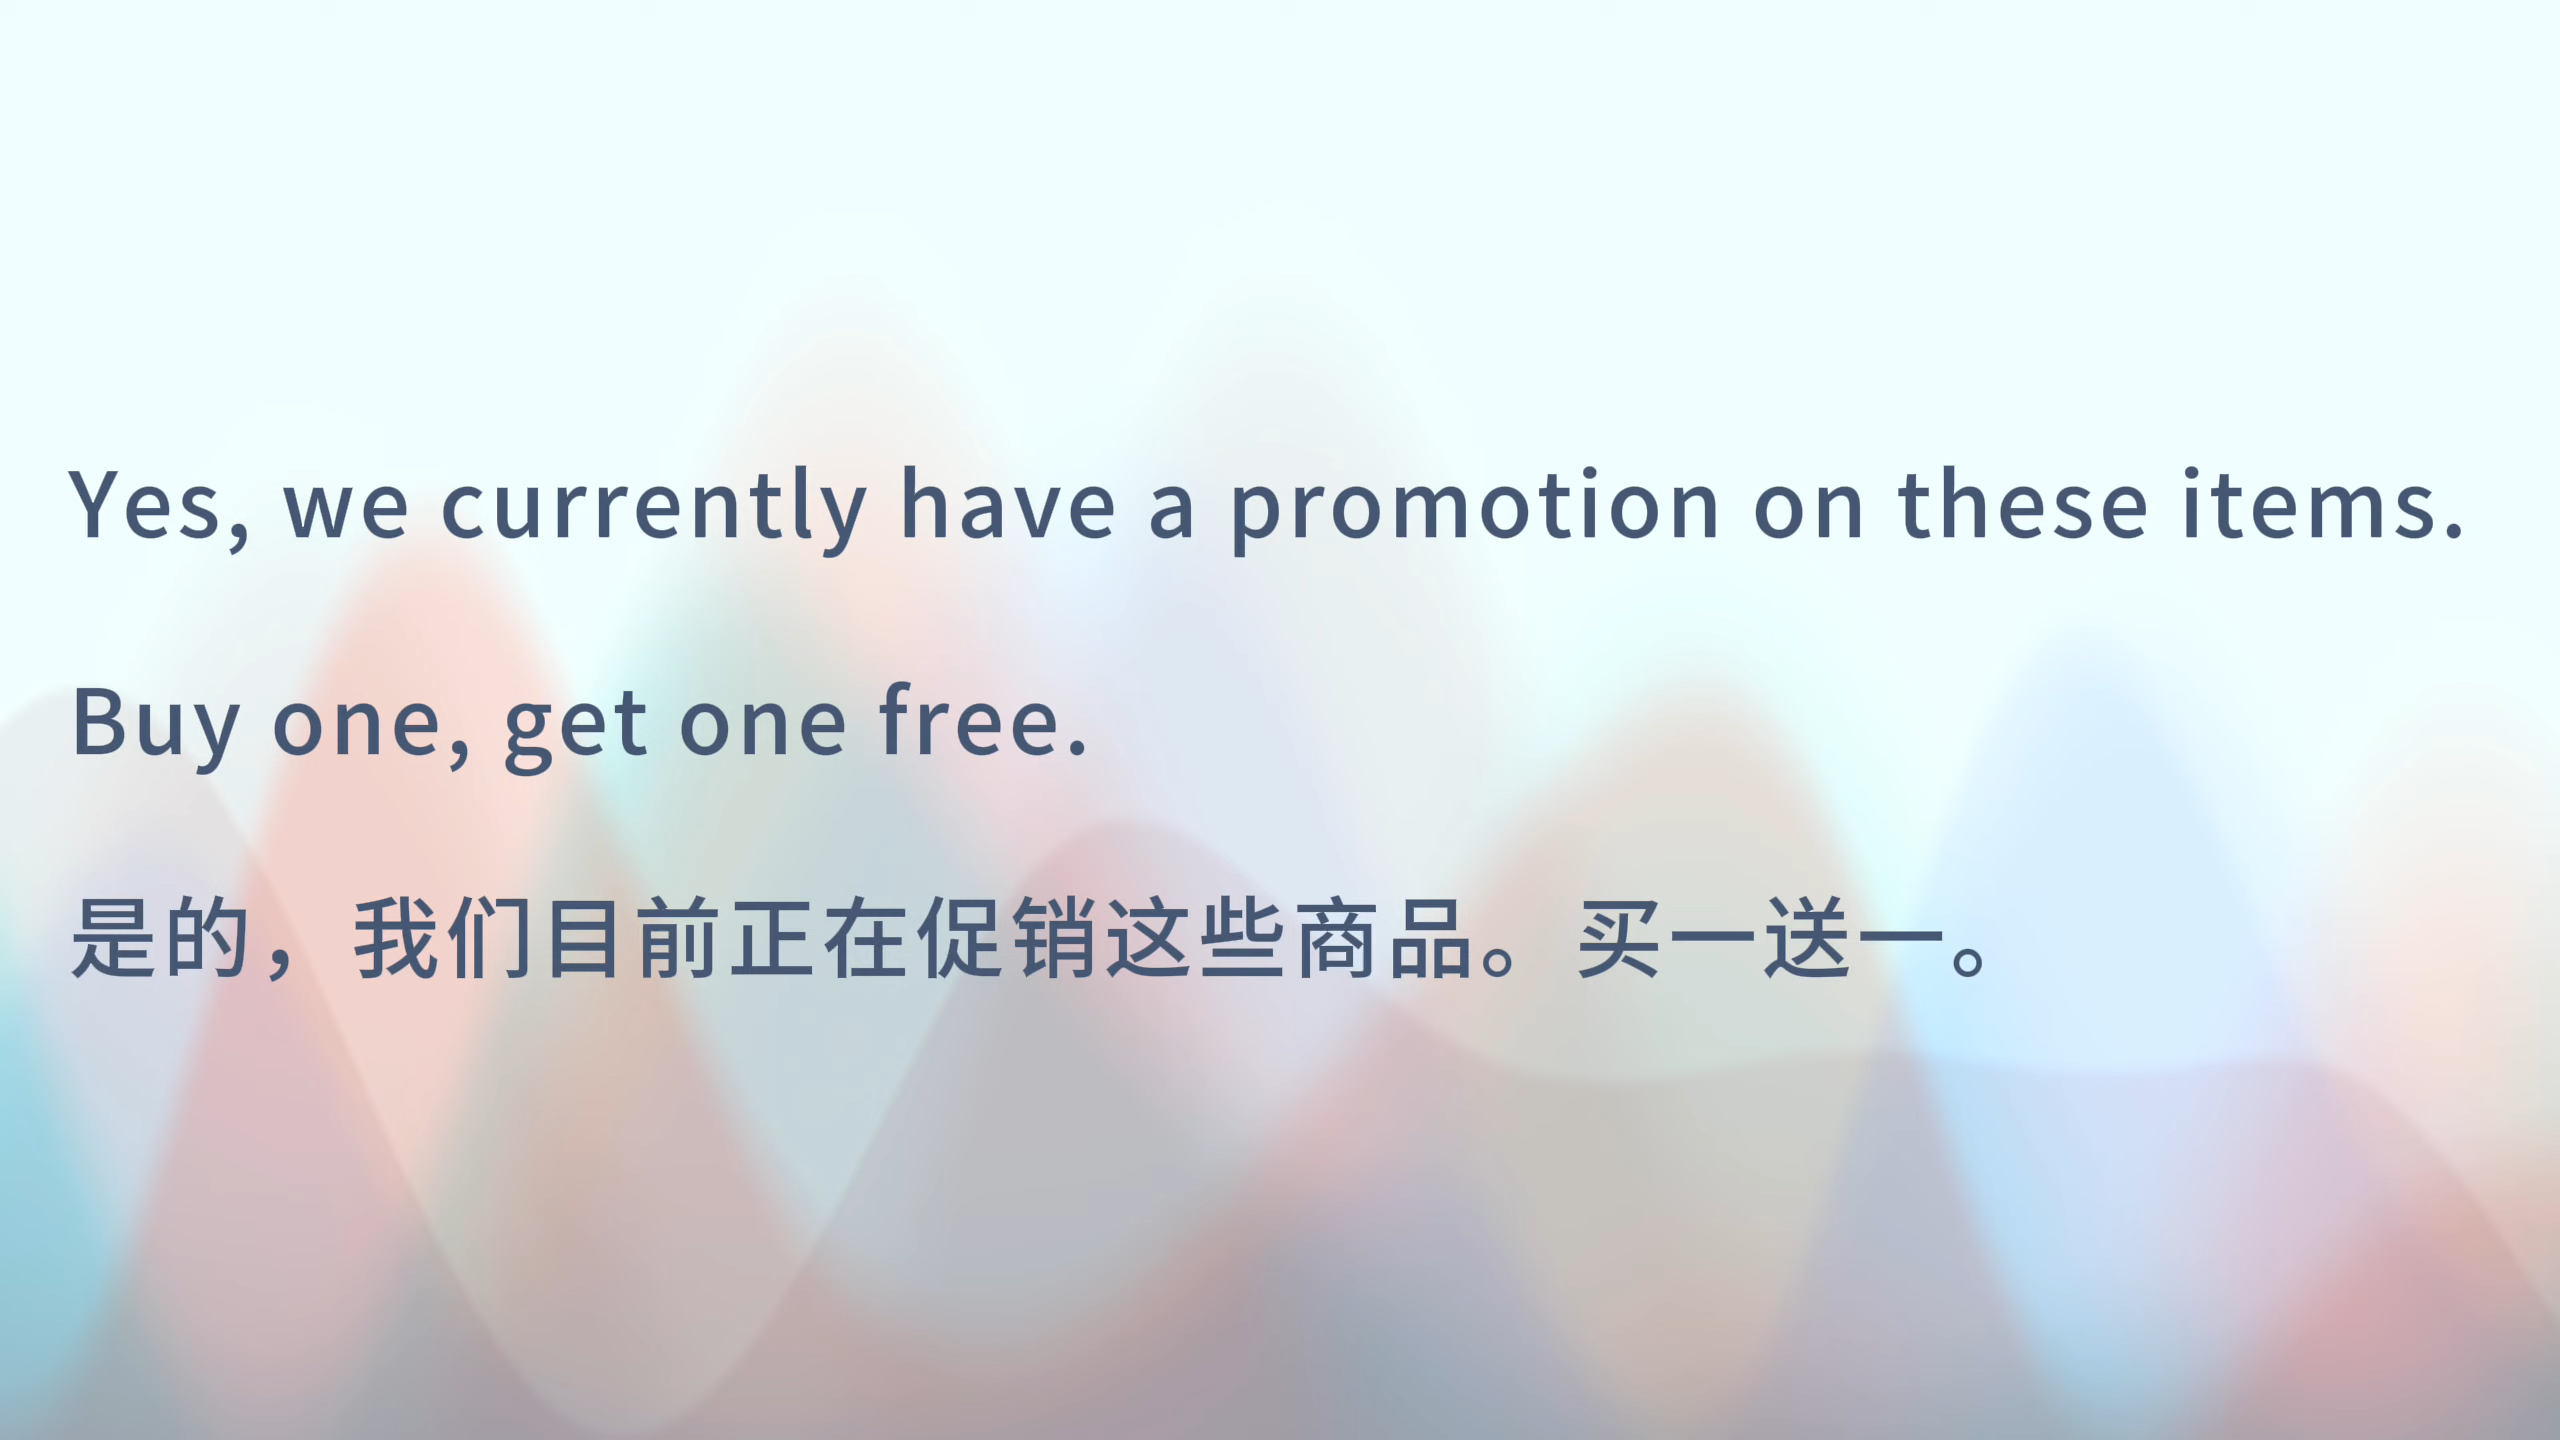 Yes, we currently have a promotion on these items.
Buy one, get one free.
是的，我们目前正在促销这些商品。买一送一。